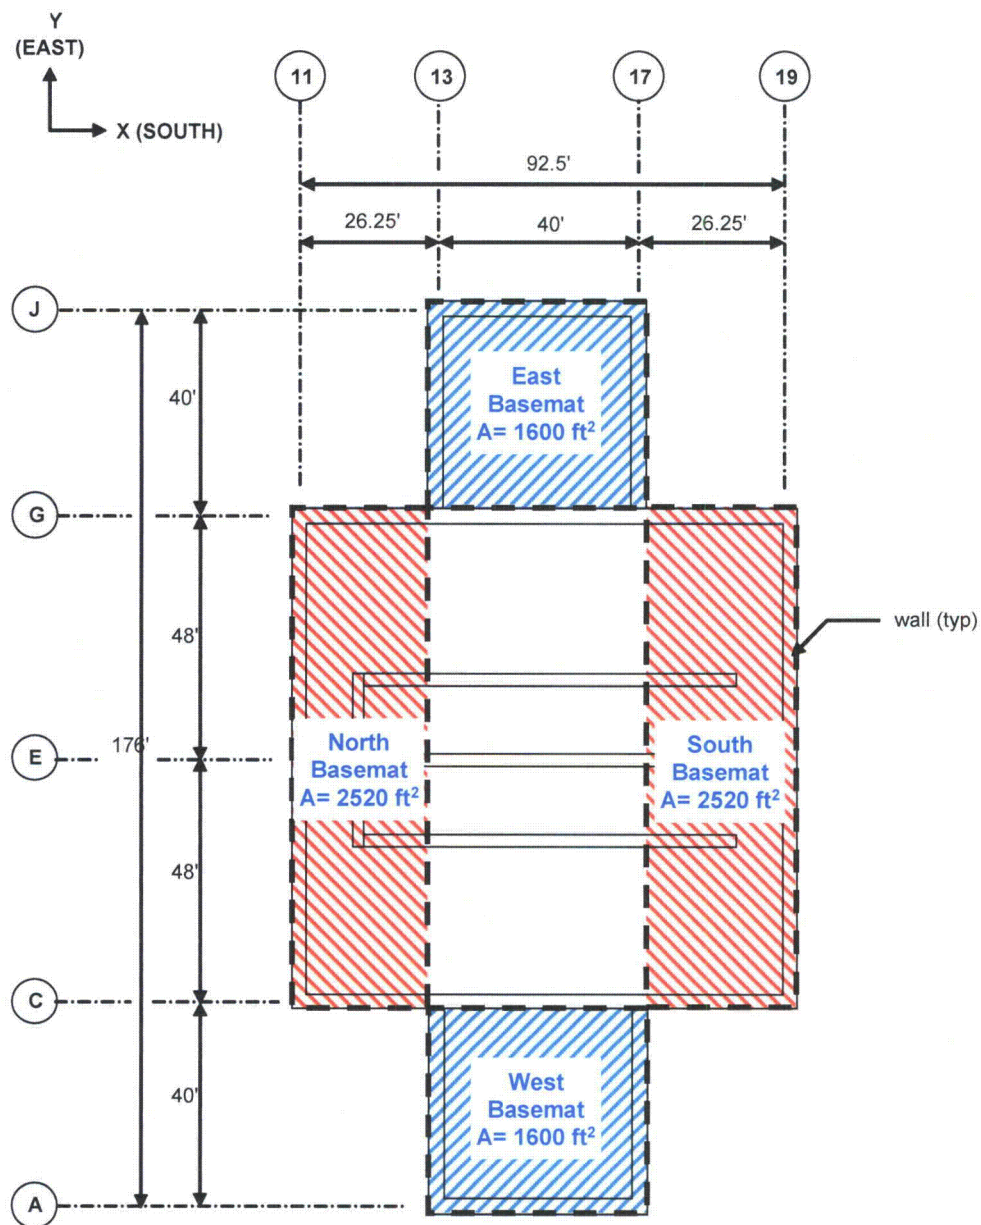 Y
(EAST)
X (SOUTH)
11
13
17
19
92.5'
26.25'
40'
26.25'
J
40'
East
Basemat
A= 1600 ft²
G
48'
wall (typ)
E
176'
North
Basemat
A= 2520 ft²
South
Basemat
A= 2520 ft²
48'
C
40'
West
Basemat
A= 1600 ft²
A